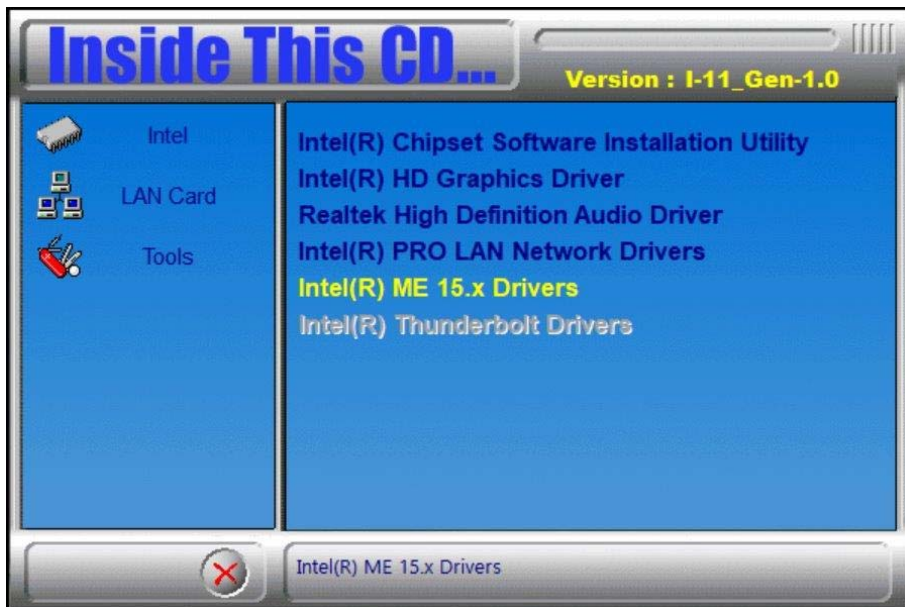 Inside This CD...
Version : I-11_Gen-1.0
Intel
LAN Card
Tools
Intel(R) Chipset Software Installation Utility
Intel(R) HD Graphics Driver
Realtek High Definition Audio Driver
Intel(R) PRO LAN Network Drivers
Intel(R) ME 15.x Drivers
Intel(R) Thunderbolt Drivers
Intel(R) ME 15.x Drivers